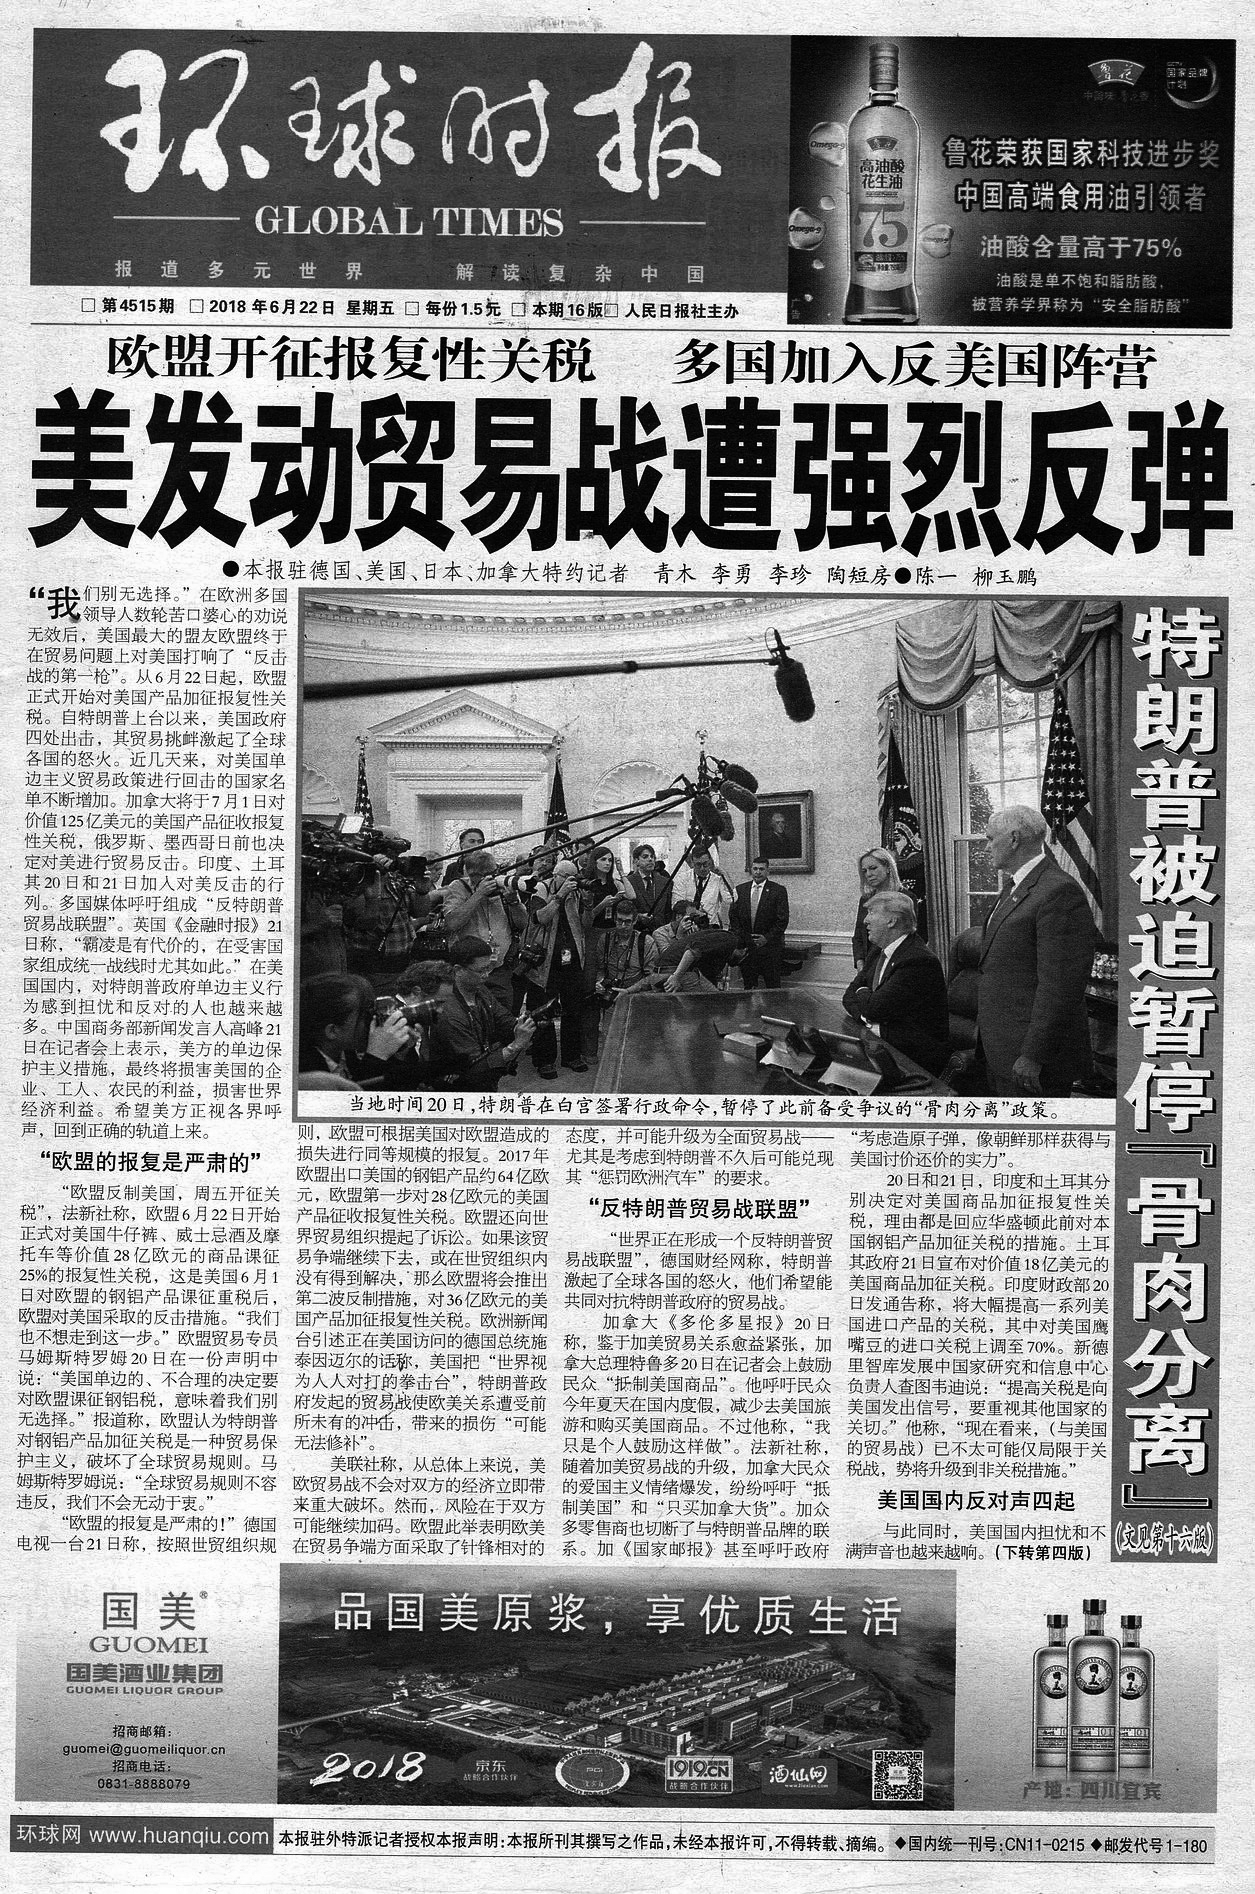 环球时报
GLOBAL TIMES
报道多元世界 解读复杂中国
□ 第4515期 □ 2018年6月22日 星期五 □ 每份1.5元 □ 本期16版□ 人民日报社主办
鲁花
国家品牌
计划
Omega-9
高油酸
花生油
75
Omega-9
鲁花荣获国家科技进步奖
中国高端食用油引领者
油酸含量高于75%
油酸是单不饱和脂肪酸，
被营养学界称为“安全脂肪酸”
广告
欧盟开征报复性关税 多国加入反美国阵营
美发动贸易战遭强烈反弹
●本报驻德国、美国、日本、加拿大特约记者 青木 李勇 李珍 陶短房●陈一 柳玉鹏
“我们别无选择。”在欧洲多国
领导人数轮苦口婆心的劝说
无效后，美国最大的盟友欧盟终于
在贸易问题上对美国打响了“反击
战的第一枪”。从6月22日起，欧盟
正式开始对美国产品加征报复性关
税。自特朗普上台以来，美国政府
四处出击，其贸易挑衅激起了全球
各国的怒火。近几天来，对美国单
边主义贸易政策进行回击的国家名
单不断增加。加拿大将于7月1日对
价值125亿美元的美国产品征收报复
性关税，俄罗斯、墨西哥日前也决
定对美进行贸易反击。印度、土耳
其20日和21日加入对美反击的行
列。多国媒体呼吁组成“反特朗普
贸易战联盟”。英国《金融时报》21
日称，“霸凌是有代价的，在受害国
家组成统一战线时尤其如此。”在美
国国内，对特朗普政府单边主义行
为感到担忧和反对的人也越来越
多。中国商务部新闻发言人高峰21
日在记者会上表示，美方的单边保
护主义措施，最终将损害美国的企
业、工人、农民的利益，损害世界
经济利益。希望美方正视各界呼
声，回到正确的轨道上来。
“欧盟的报复是严肃的”
“欧盟反制美国，周五开征关
税”，法新社称，欧盟6月22日开始
正式对美国牛仔裤、威士忌酒及摩
托车等价值28亿欧元的商品课征
25%的报复性关税，这是美国6月1
日对欧盟的钢铝产品课征重税后，
欧盟对美国采取的反击措施。“我们
也不想走到这一步。”欧盟贸易专员
马姆斯特罗姆20日在一份声明中
说：“美国单边的、不合理的决定要
对欧盟课征钢铝税，意味着我们别
无选择。”报道称，欧盟认为特朗普
对钢铝产品加征关税是一种贸易保
护主义，破坏了全球贸易规则。马
姆斯特罗姆说：“全球贸易规则不容
违反，我们不会无动于衷。”
“欧盟的报复是严肃的！”德国
电视一台21日称，按照世贸组织规
当地时间20日，特朗普在白宫签署行政命令，暂停了此前备受争议的“骨肉分离”政策。
则，欧盟可根据美国对欧盟造成的
损失进行同等规模的报复。2017年
欧盟出口美国的钢铝产品约64亿欧
元，欧盟第一步对28亿欧元的美国
产品征收报复性关税。欧盟还向世
界贸易组织提起了诉讼。如果该贸
易争端继续下去，或在世贸组织内
没有得到解决，那么欧盟将会推出
第二波反制措施，对36亿欧元的美
国产品加征报复性关税。欧洲新闻
台引述正在美国访问的德国总统施
泰因迈尔的话称，美国把“世界视
为人人对打的拳击台”，特朗普政
府发起的贸易战使欧美关系遭受前
所未有的冲击，带来的损伤“可能
无法修补”。
美联社称，从总体上来说，美
欧贸易战不会对双方的经济立即带
来重大破坏。然而，风险在于双方
可能继续加码。欧盟此举表明欧美
在贸易争端方面采取了针锋相对的
态度，并可能升级为全面贸易战——
尤其是考虑到特朗普不久后可能兑现
其“惩罚欧洲汽车”的要求。
“反特朗普贸易战联盟”
“世界正在形成一个反特朗普贸
易战联盟”，德国财经网称，特朗普
激起了全球各国的怒火，他们希望能
共同对抗特朗普政府的贸易战。
加拿大《多伦多星报》20日
称，鉴于加美贸易关系愈益紧张，加
拿大总理特鲁多20日在记者会上鼓励
民众“抵制美国商品”。他呼吁民众
今年夏天在国内度假，减少去美国旅
游和购买美国商品。不过他称，“我
只是个人鼓励这样做”。法新社称，
随着加美贸易战的升级，加拿大民众
的爱国主义情绪爆发，纷纷呼吁“抵
制美国”和“只买加拿大货”。加众
多零售商也切断了与特朗普品牌的联
系。加《国家邮报》甚至呼吁政府
“考虑造原子弹，像朝鲜那样获得与
美国讨价还价的实力”。
20日和21日，印度和土耳其分
别决定对美国商品加征报复性关
税，理由都是回应华盛顿此前对本
国钢铝产品加征关税的措施。土耳
其政府21日宣布对价值18亿美元的
美国商品加征关税。印度财政部20
日发通告称，将大幅提高一系列美
国进口产品的关税，其中对美国鹰
嘴豆的进口关税上调至70%。新德
里智库发展中国家研究和信息中心
负责人查图韦迪说：“提高关税是向
美国发出信号，要重视其他国家的
关切。”他称，“现在看来，（与美国
的贸易战）已不太可能仅局限于关
税战，势将升级到非关税措施。”
美国国内反对声四起
与此同时，美国国内担忧和不
满声音也越来越响。（下转第四版）
特朗普被迫暂停『骨肉分离』
（文见第十六版）
国美®
GUOMEI
国美酒业集团
GUOMEI LIQUOR GROUP
招商邮箱：
guomei@guomeiliquor.cn
招商电话：
0831-8888079
品国美原浆，享优质生活
2018
京东
战略合作伙伴
1919.CN
战略合作伙伴
酒仙网
产地：四川宜宾
环球网 www.huanqiu.com
本报驻外特派记者授权本报声明：本报所刊其撰写之作品，未经本报许可，不得转载、摘编。
◆国内统一刊号：CN11-0215 ◆邮发代号1-180